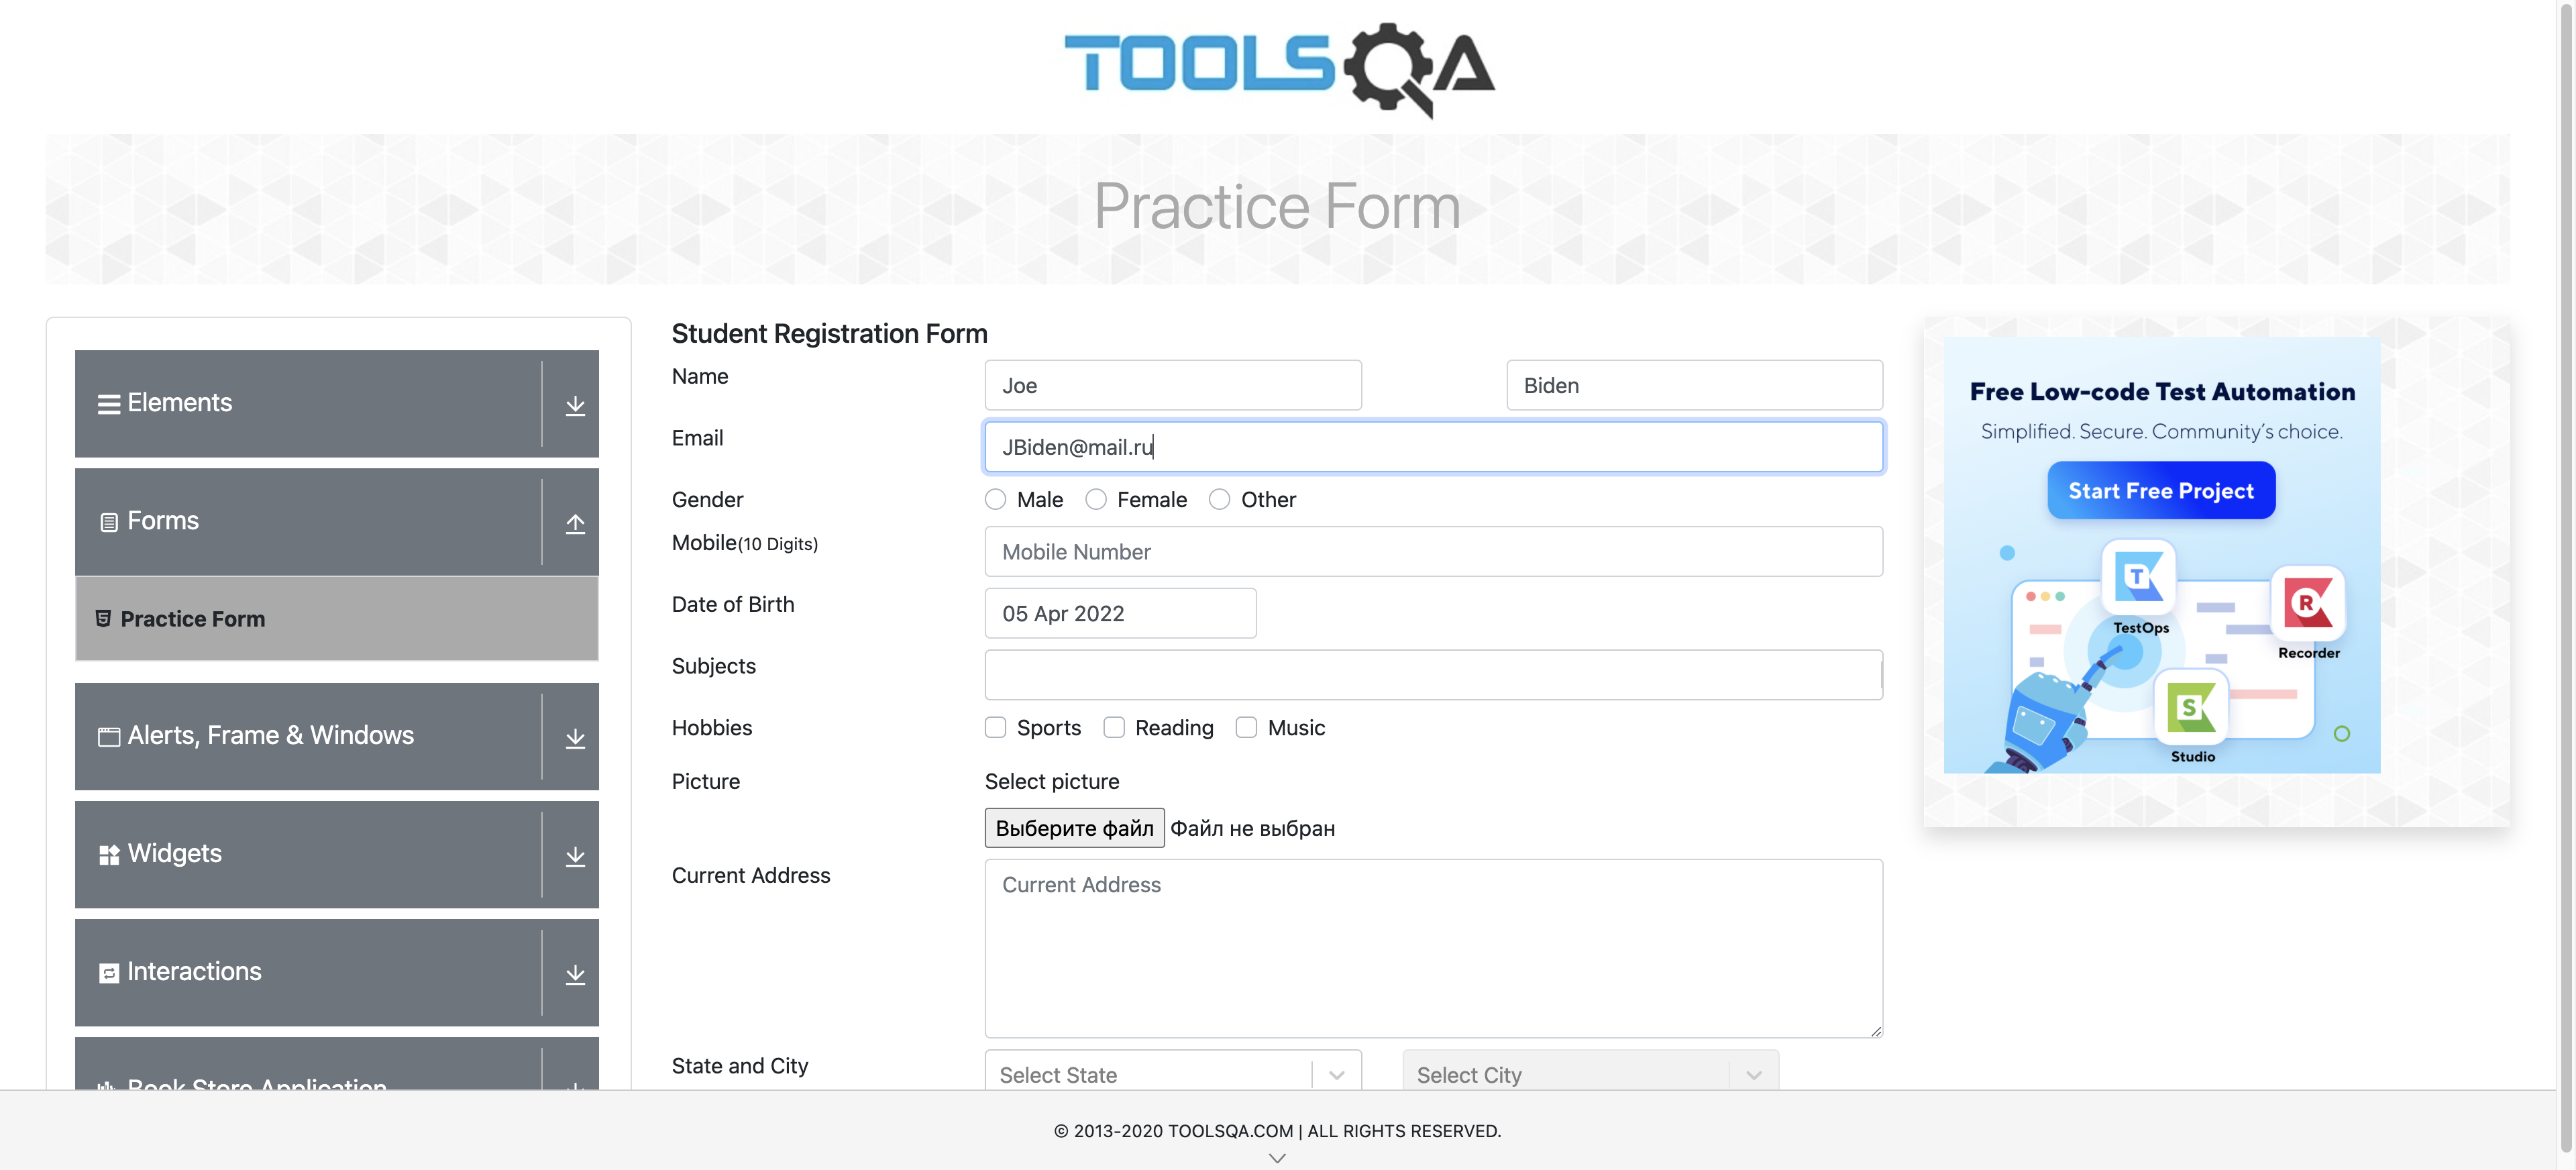 TOOLSQA
Practice Form
Elements
Forms
Practice Form
Alerts, Frame & Windows
Widgets
Interactions
Book Store Application
Student Registration Form
Name
Joe
Biden
Email
JBiden@mail.ru
Gender
Male
Female
Other
Mobile(10 Digits)
Mobile Number
Date of Birth
05 Apr 2022
Subjects
Hobbies
Sports
Reading
Music
Picture
Select picture
Выберите файл Файл не выбран
Current Address
Current Address
State and City
Select State
Select City
Free Low-code Test Automation
Simplified. Secure. Community's choice.
Start Free Project
T
TestOps
R
Recorder
S
Studio
© 2013-2020 TOOLSQA.COM | ALL RIGHTS RESERVED.